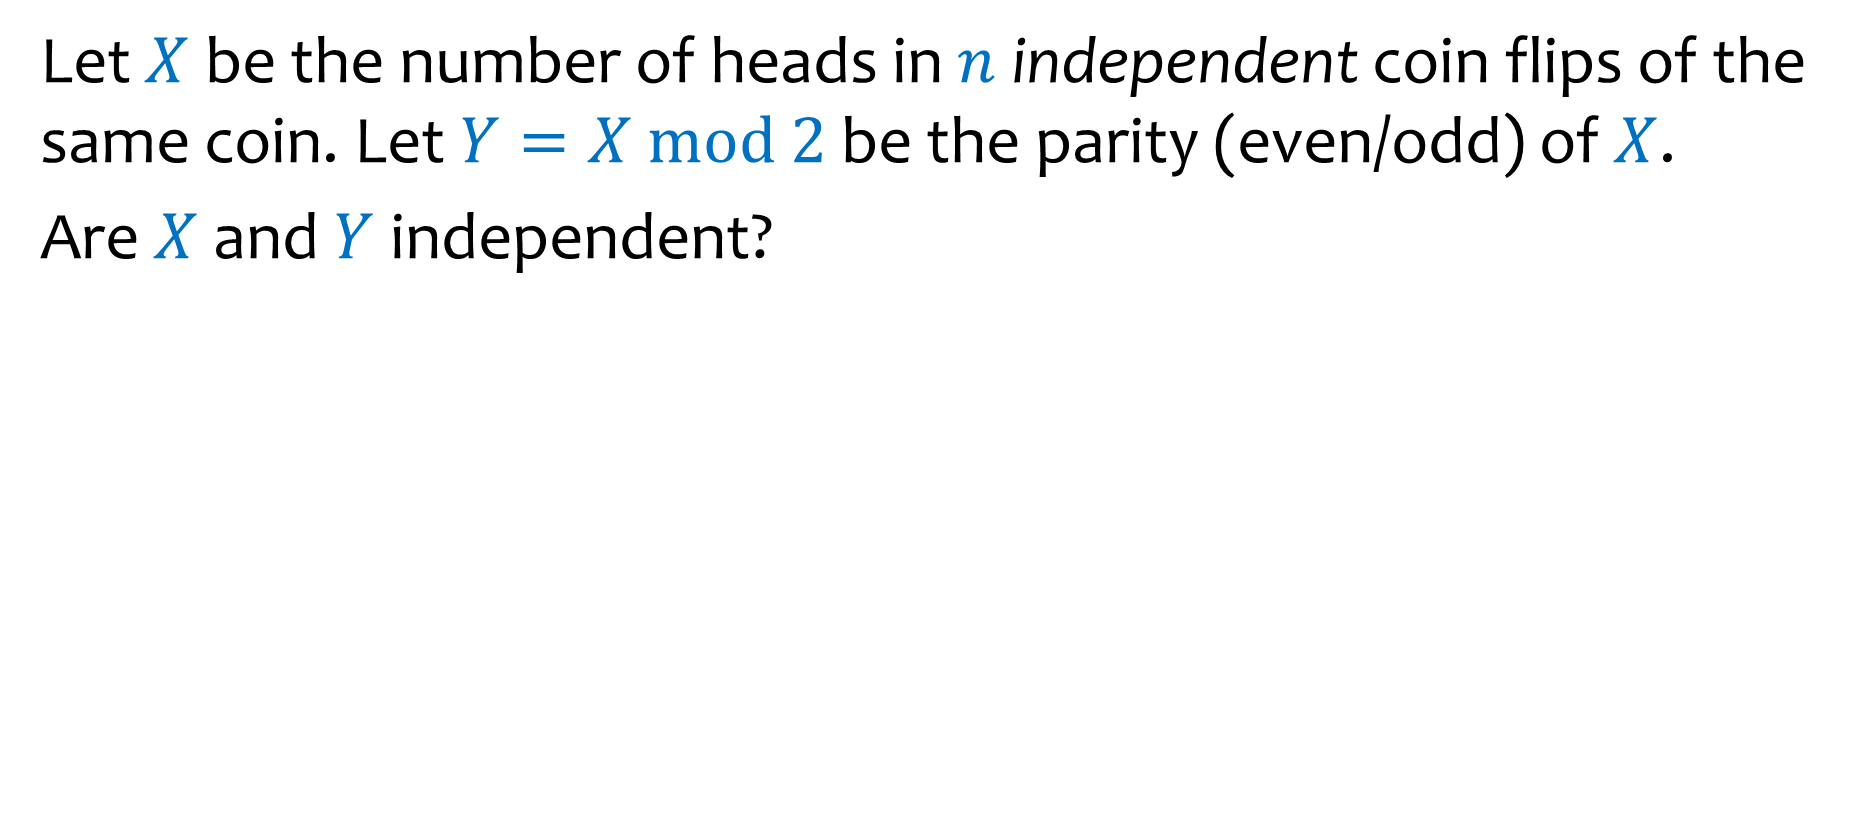 Let X be the number of heads in n independent coin flips of the
same coin. Let Y = X mod 2 be the parity (even/odd) of X.
Are X and Y independent?